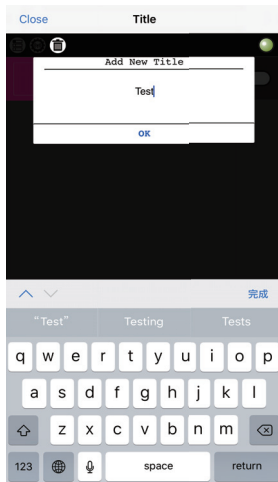 Close Title
Add New Title
Test
OK
完成
“Test” Testing Tests
q w e r t y u i o p
a s d f g h j k l
z x c v b n m
123 space return